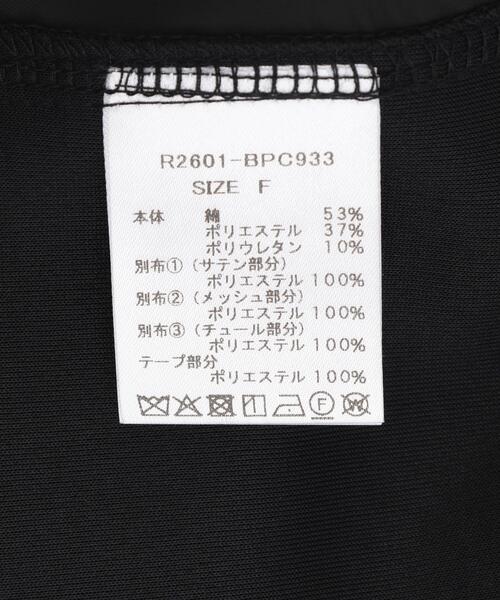 R2601-BPC933
SIZE F
本体 綿 53%
ポリエステル 37%
ポリウレタン 10%
別布①(サテン部分)
ポリエステル 100%
別布②(メッシュ部分)
ポリエステル 100%
別布③(チュール部分)
ポリエステル 100%
テープ部分
ポリエステル 100%
F W